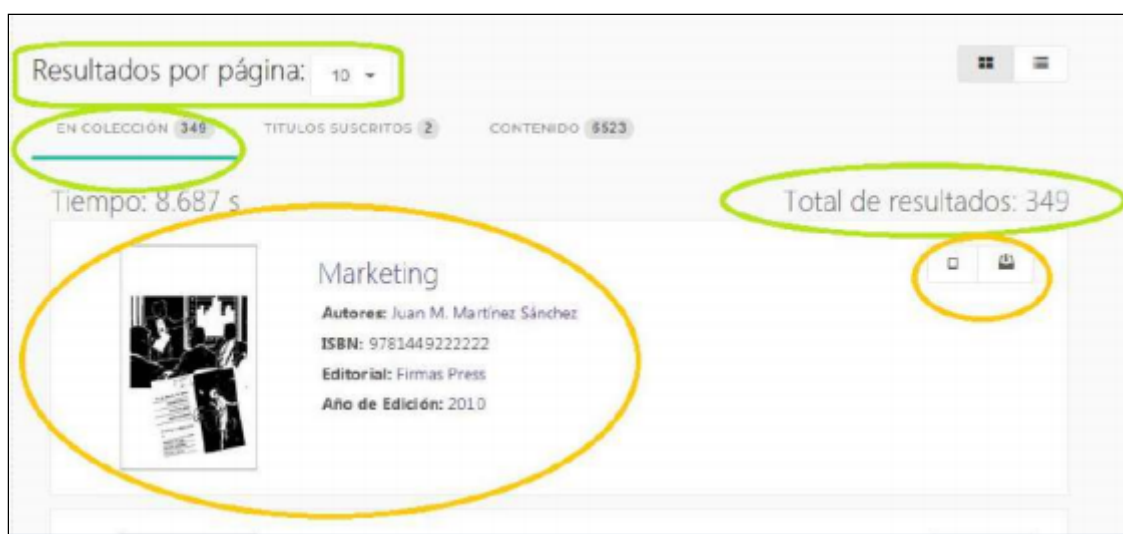 Resultados por página: 10
EN COLECCIÓN 349 TITULOS SUSCRITOS 2 CONTENIDO 5523
Tiempo: 8.687 s Total de resultados: 349
Marketing
Autores: Juan M. Martínez Sánchez
ISBN: 9781449222222
Editorial: Firmas Press
Año de Edición: 2010